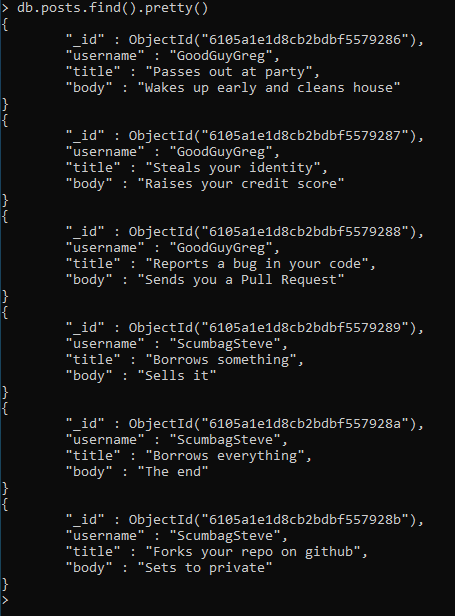 > db.posts.find().pretty()
{
"_id" : ObjectId("6105a1e1d8cb2bdbf5579286"),
"username" : "GoodGuyGreg",
"title" : "Passes out at party",
"body" : "Wakes up early and cleans house"
}
{
"_id" : ObjectId("6105a1e1d8cb2bdbf5579287"),
"username" : "GoodGuyGreg",
"title" : "Steals your identity",
"body" : "Raises your credit score"
}
{
"_id" : ObjectId("6105a1e1d8cb2bdbf5579288"),
"username" : "GoodGuyGreg",
"title" : "Reports a bug in your code",
"body" : "Sends you a Pull Request"
}
{
"_id" : ObjectId("6105a1e1d8cb2bdbf5579289"),
"username" : "ScumbagSteve",
"title" : "Borrows something",
"body" : "Sells it"
}
{
"_id" : ObjectId("6105a1e1d8cb2bdbf557928a"),
"username" : "ScumbagSteve",
"title" : "Borrows everything",
"body" : "The end"
}
{
"_id" : ObjectId("6105a1e1d8cb2bdbf557928b"),
"username" : "ScumbagSteve",
"title" : "Forks your repo on github",
"body" : "Sets to private"
}
>